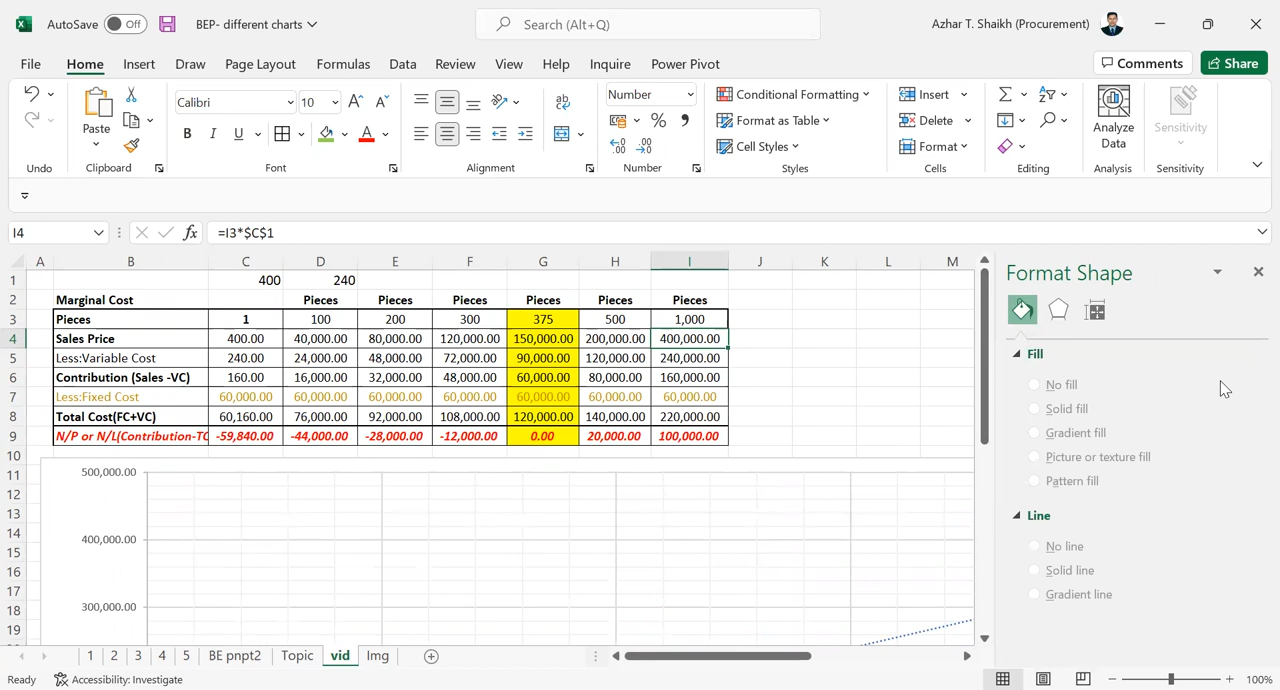 AutoSave Off BEP- different charts Search (Alt+Q) Azhar T. Shaikh (Procurement)
File Home Insert Draw Page Layout Formulas Data Review View Help Inquire Power Pivot Comments Share
Calibri 10 Number Conditional Formatting Insert
Paste Format as Table Delete Analyze Data Sensitivity
B I U A % Cell Styles Format
Undo Clipboard Font Alignment Number Styles Cells Editing Analysis Sensitivity
I4 fx =I3*$C$1
A B C D E F G H I J K L M
1 400 240
2 Marginal Cost Pieces Pieces Pieces Pieces Pieces Pieces
3 Pieces 1 100 200 300 375 500 1,000
4 Sales Price 400.00 40,000.00 80,000.00 120,000.00 150,000.00 200,000.00 400,000.00
5 Less:Variable Cost 240.00 24,000.00 48,000.00 72,000.00 90,000.00 120,000.00 240,000.00
6 Contribution (Sales -VC) 160.00 16,000.00 32,000.00 48,000.00 60,000.00 80,000.00 160,000.00
7 Less:Fixed Cost 60,000.00 60,000.00 60,000.00 60,000.00 60,000.00 60,000.00 60,000.00
8 Total Cost(FC+VC) 60,160.00 76,000.00 92,000.00 108,000.00 120,000.00 140,000.00 220,000.00
9 N/P or N/L(Contribution-TC -59,840.00 -44,000.00 -28,000.00 -12,000.00 0.00 20,000.00 100,000.00
10
11 500,000.00
12
13
14 400,000.00
15
16
17
18 300,000.00
19
Format Shape
Fill
No fill
Solid fill
Gradient fill
Picture or texture fill
Pattern fill
Line
No line
Solid line
Gradient line
1 2 3 4 5 BE pnpt2 Topic vid Img
Ready Accessibility: Investigate 100%